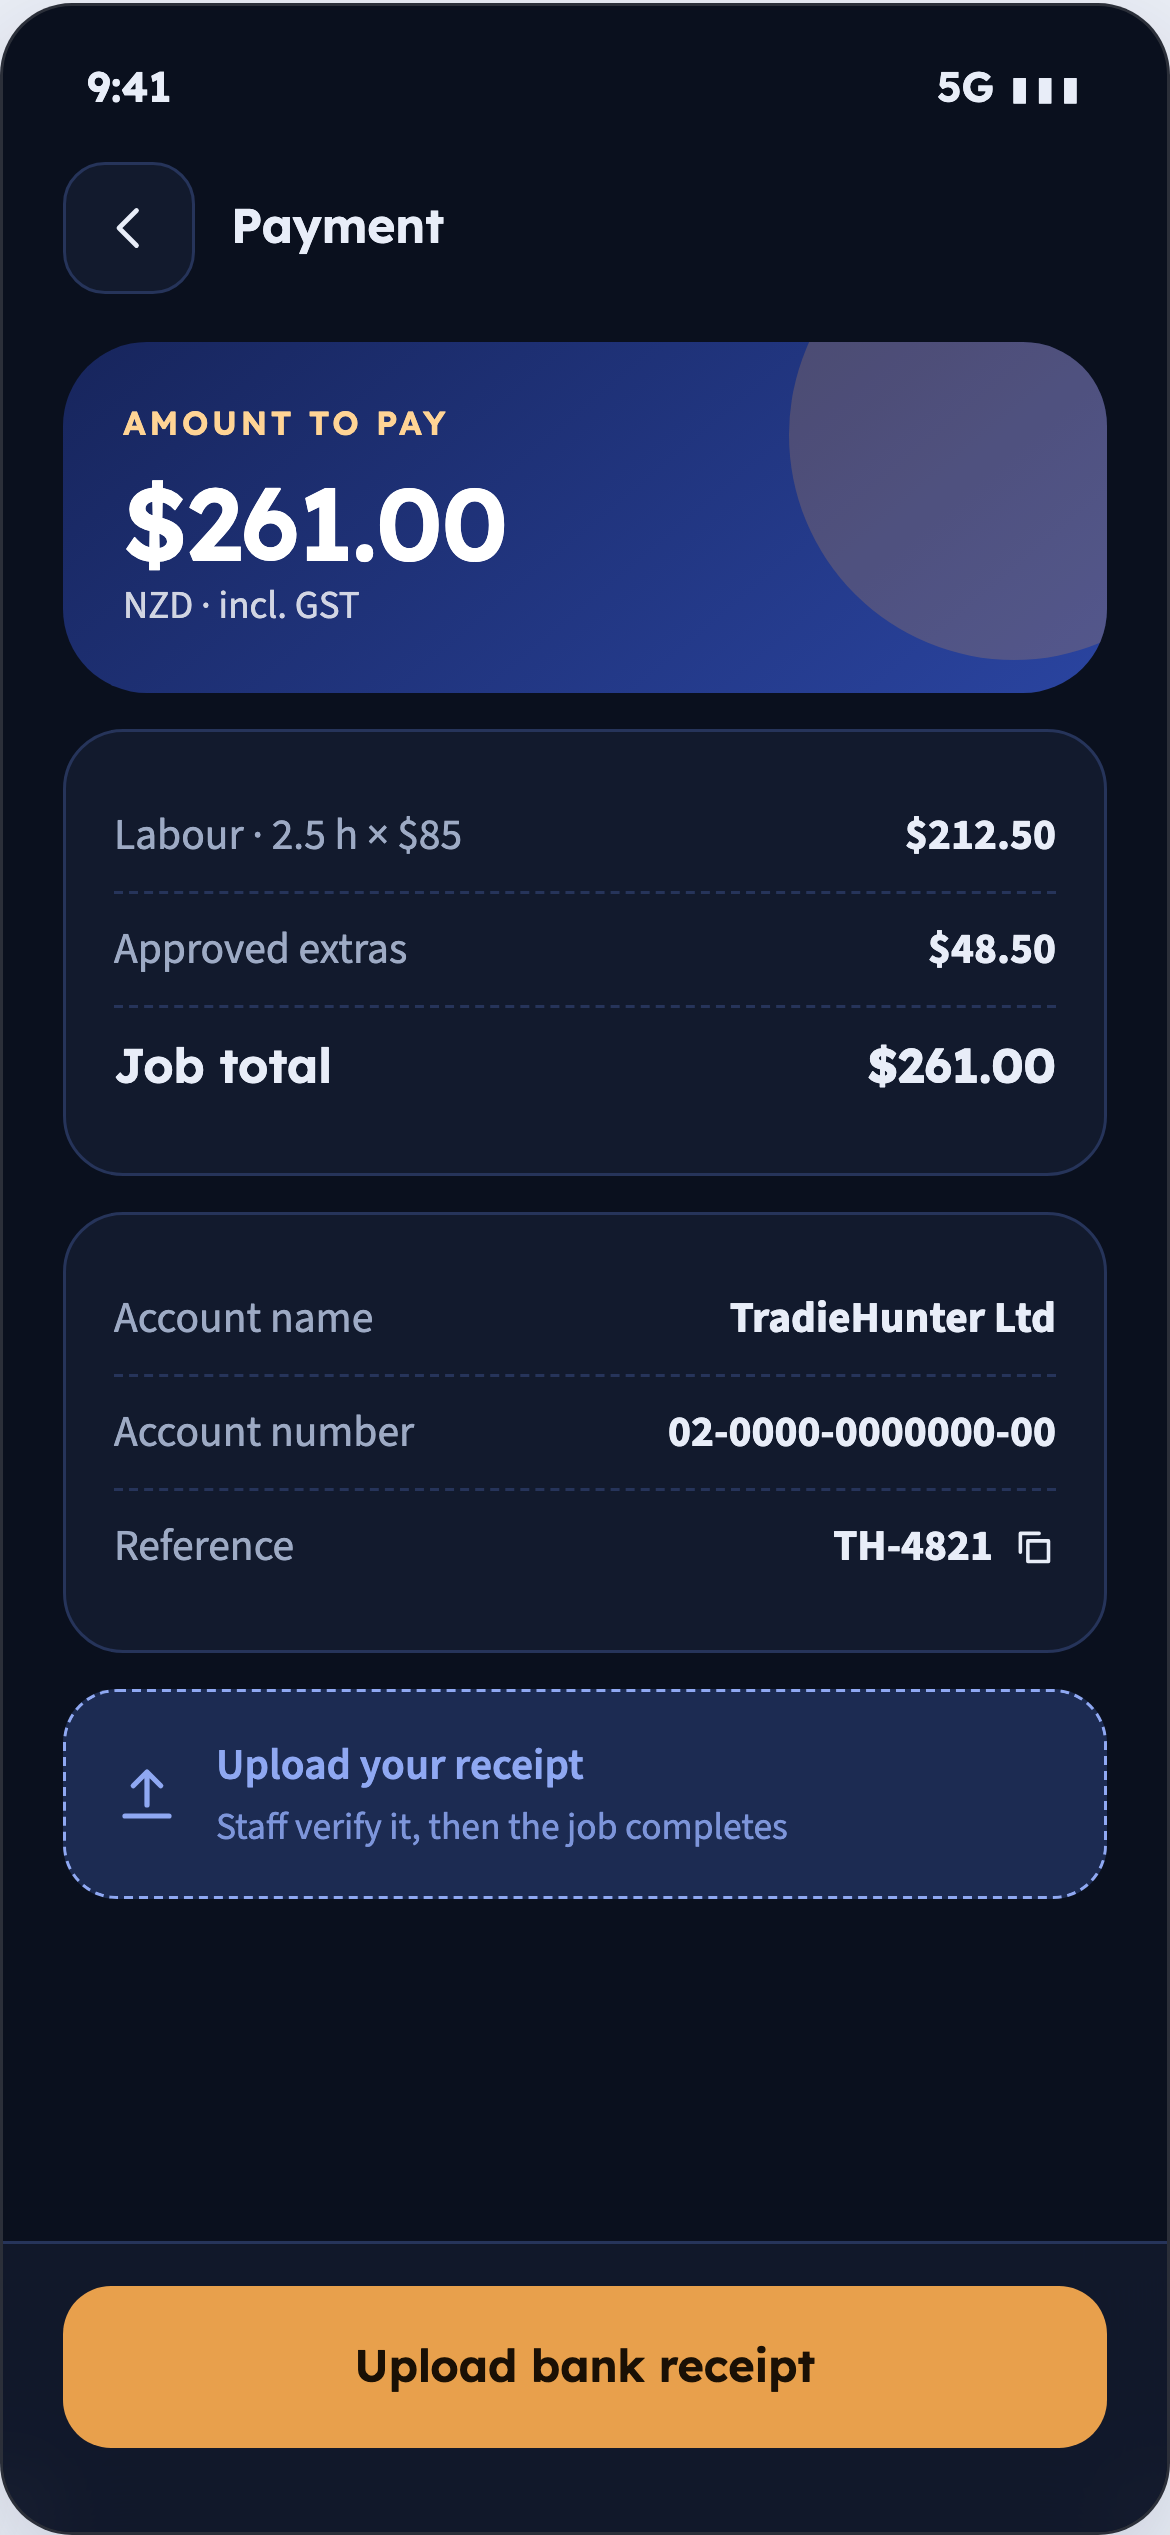 9:41 5G
Payment
AMOUNT TO PAY
$261.00
NZD · incl. GST
Labour · 2.5 h × $85 $212.50
Approved extras $48.50
Job total $261.00
Account name TradieHunter Ltd
Account number 02-0000-0000000-00
Reference TH-4821
Upload your receipt
Staff verify it, then the job completes
Upload bank receipt